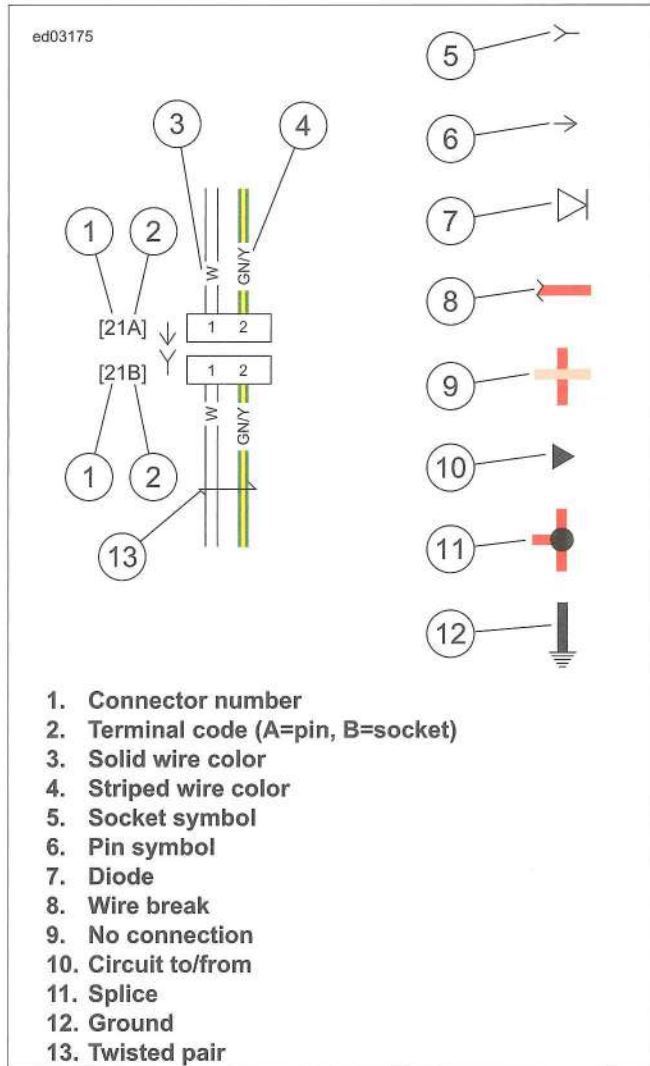 ed03175
3
4
5
6
7
8
9
10
11
12
1
2
W
GN/Y
[21A]
1 2
[21B]
1 2
W
GN/Y
1
2
13
1. Connector number
2. Terminal code (A=pin, B=socket)
3. Solid wire color
4. Striped wire color
5. Socket symbol
6. Pin symbol
7. Diode
8. Wire break
9. No connection
10. Circuit to/from
11. Splice
12. Ground
13. Twisted pair